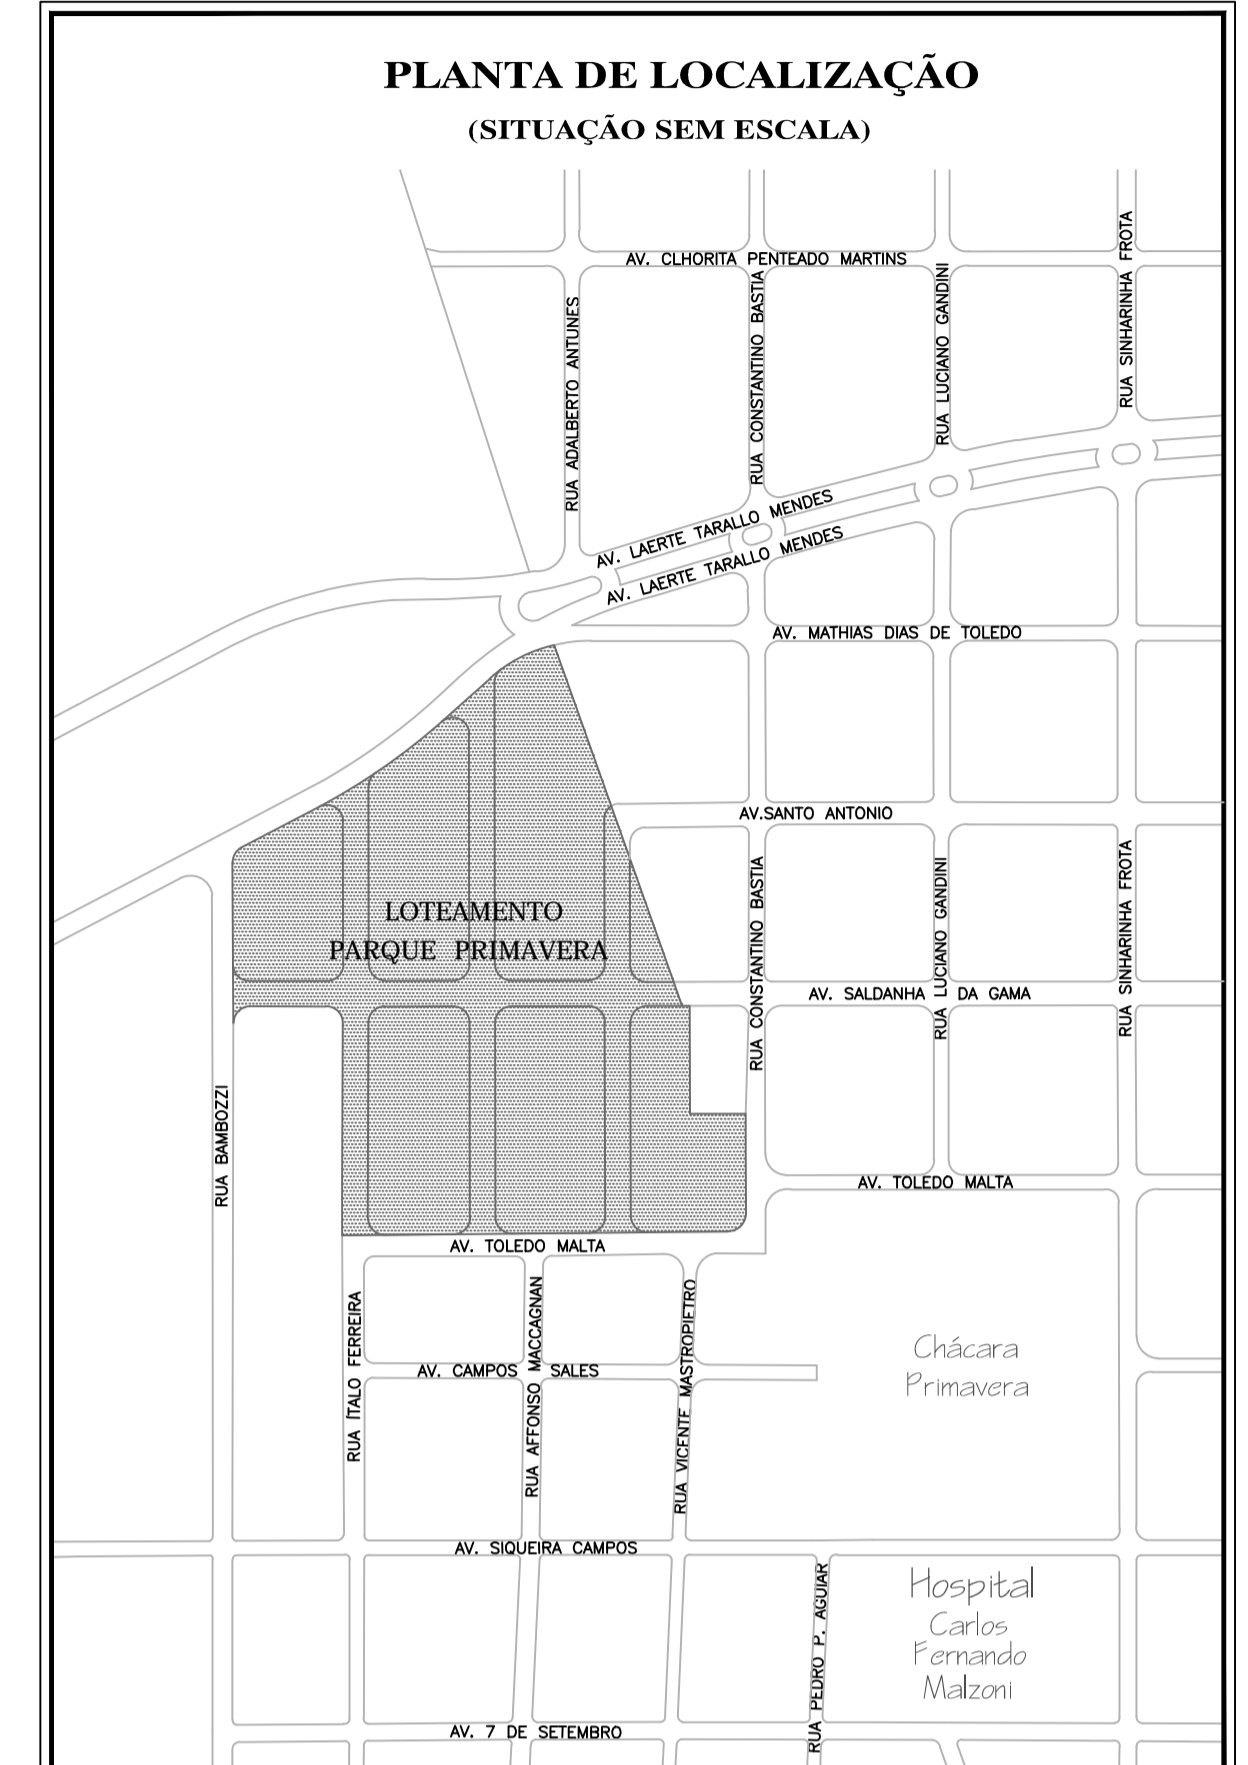 PLANTA DE LOCALIZAÇÃO
(SITUAÇÃO SEM ESCALA)
AV. CLHORITA PENTEADO MARTINS
RUA ADALBERTO ANTUNES
RUA CONSTANTINO BASTIA
RUA LUCIANO GANDINI
RUA SINHARINHA FROTA
AV. LAERTE TARALLO MENDES
AV. LAERTE TARALLO MENDES
AV. MATHIAS DIAS DE TOLEDO
AV.SANTO ANTONIO
LOTEAMENTO
PARQUE PRIMAVERA
RUA CONSTANTINO BASTIA
RUA LUCIANO GANDINI
RUA SINHARINHA FROTA
AV. SALDANHA DA GAMA
RUA BAMBOZZI
AV. TOLEDO MALTA
AV. TOLEDO MALTA
RUA ÍTALO FERREIRA
RUA AFFONSO MACCAGNAN
RUA VICENTE MASTROPIETRO
AV. CAMPOS SALES
Chácara
Primavera
AV. SIQUEIRA CAMPOS
RUA PEDRO P. AGUIAR
Hospital
Carlos
Fernando
Malzoni
AV. 7 DE SETEMBRO